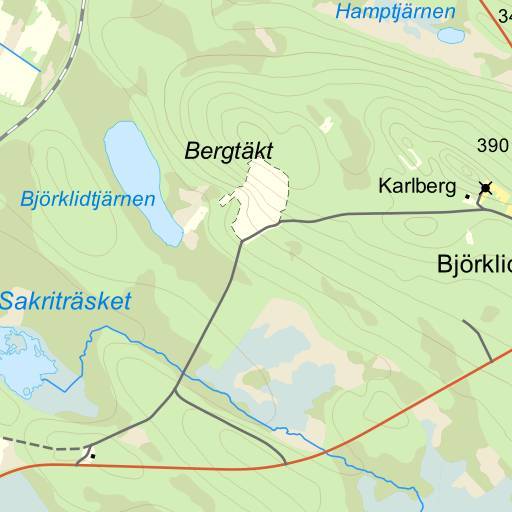 Hamptjärnen
34
Bergtäkt
390
Karlberg
Björklidtjärnen
Björklid
Sakriträsket